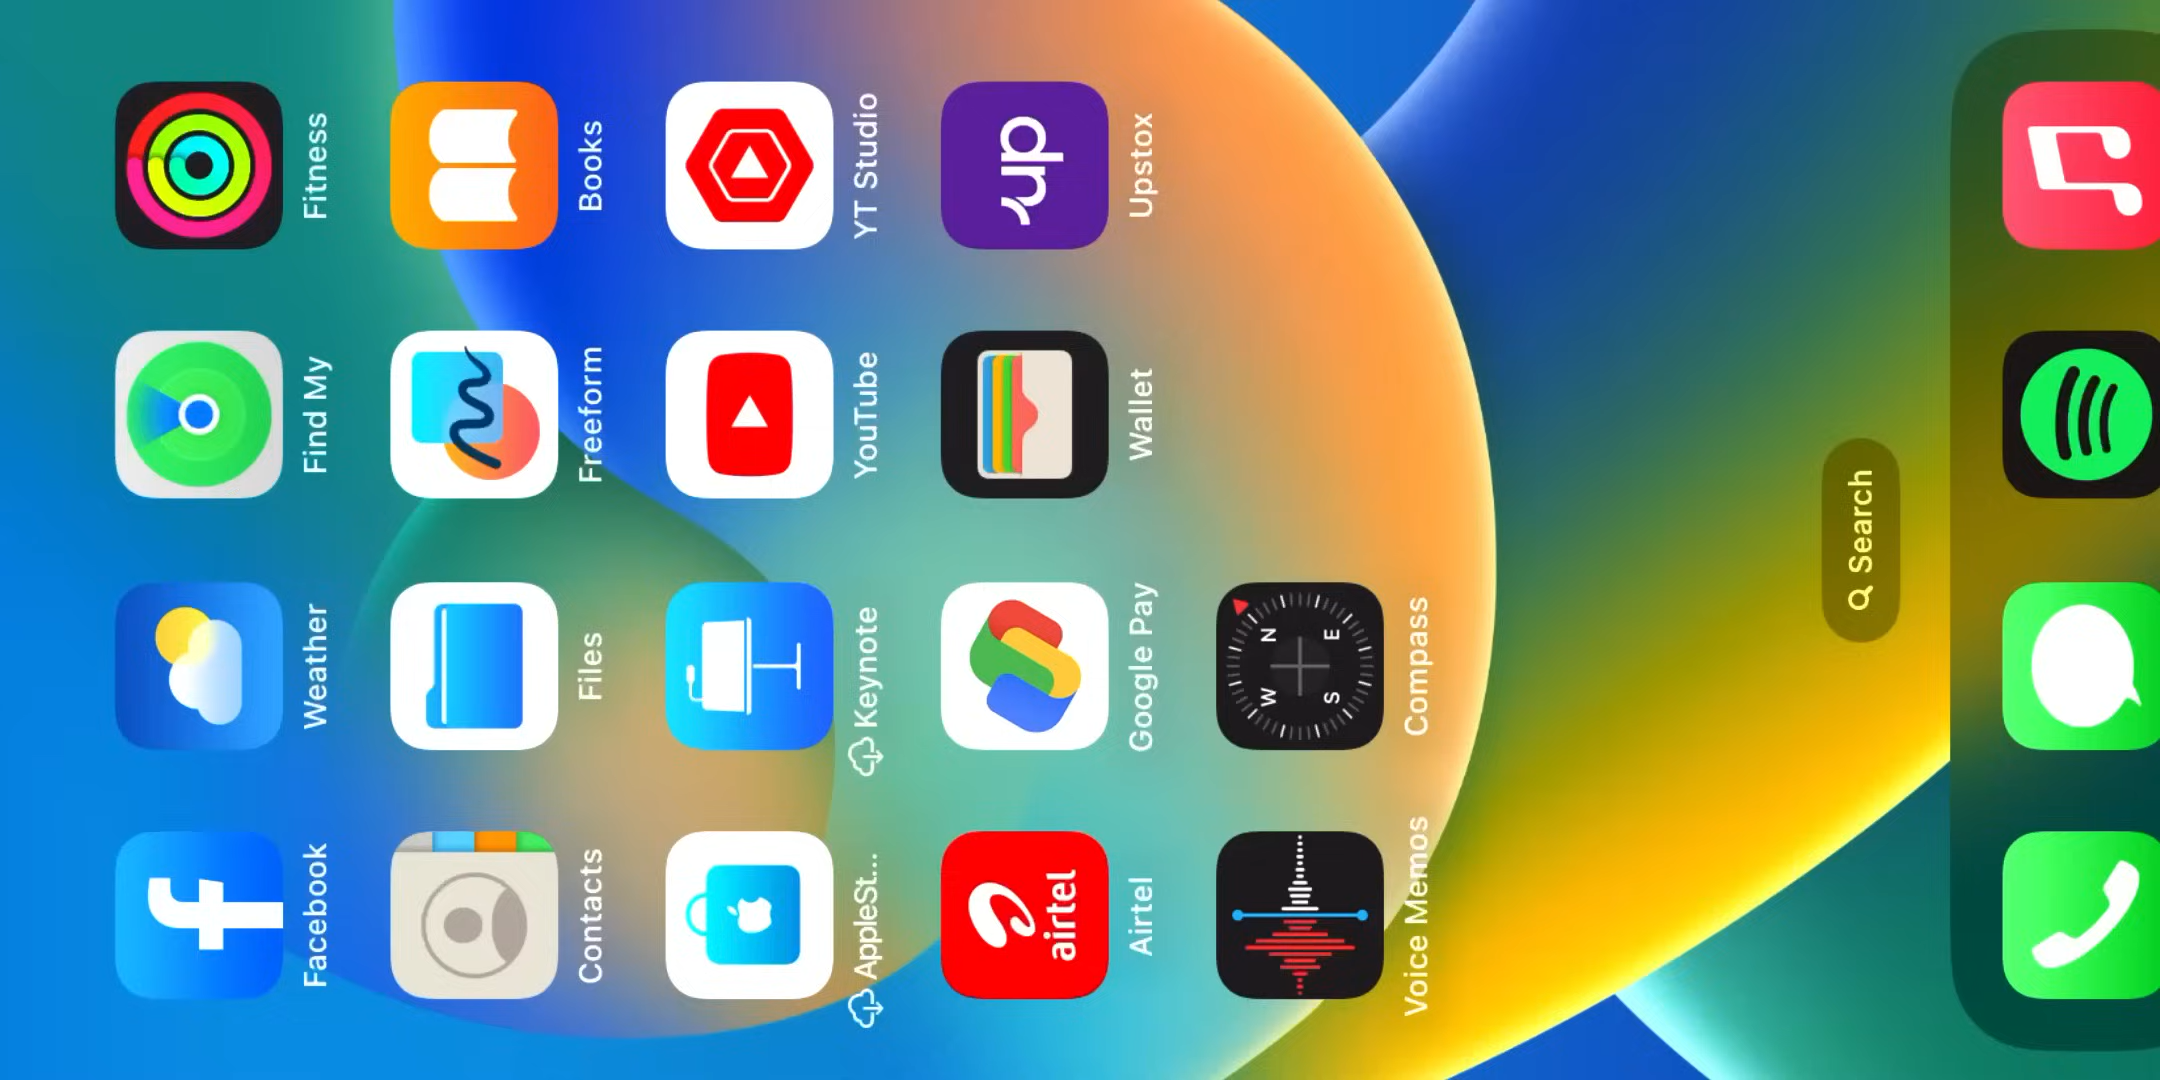 Facebook
Weather
Find My
Fitness
Contacts
Files
Freeform
Books
AppleSt...
Keynote
YouTube
YT Studio
airtel
Airtel
Google Pay
Wallet
Upstox
Voice Memos
N
E
W
S
Compass
Search